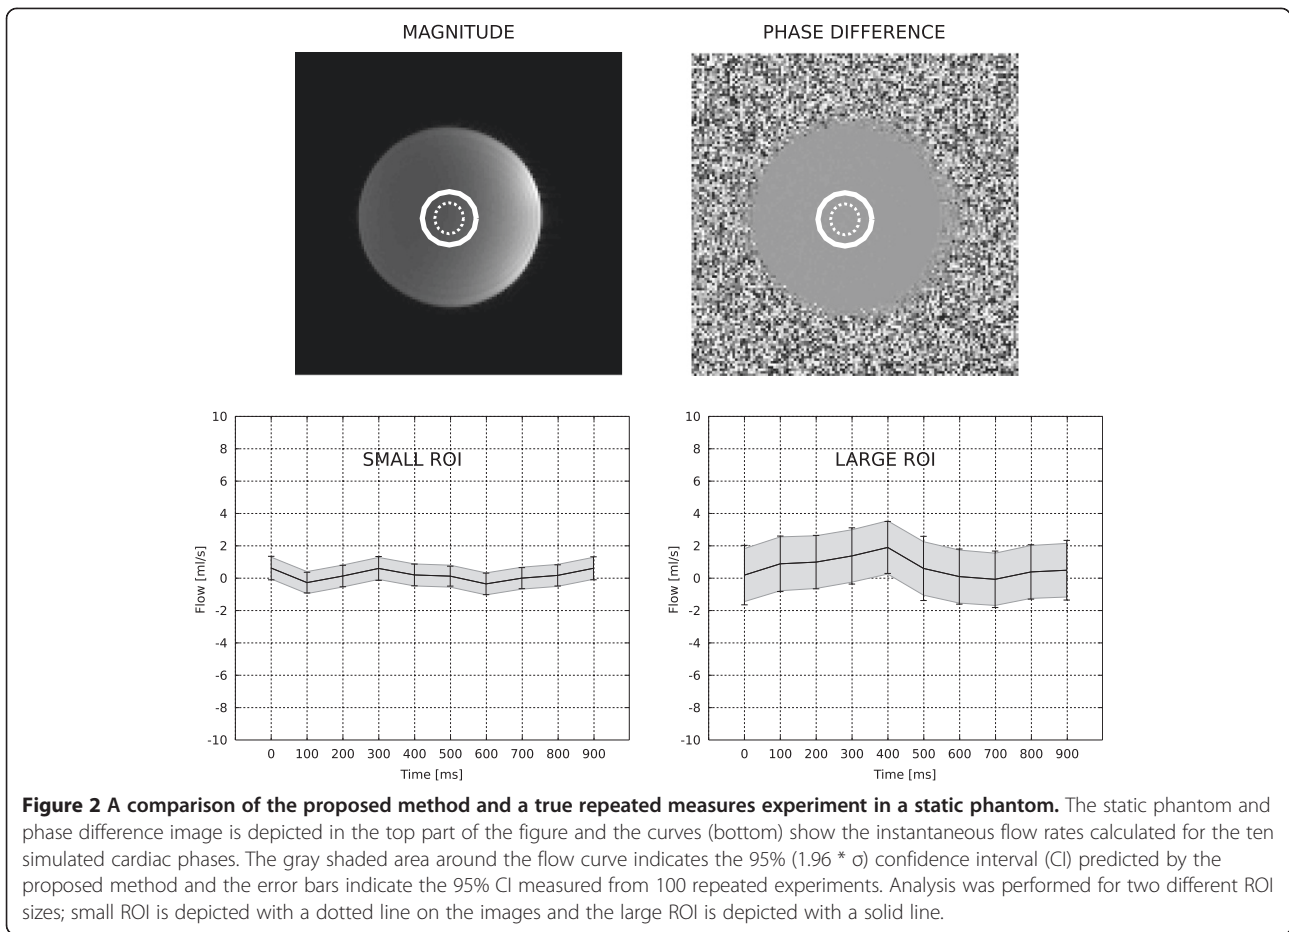 MAGNITUDE
PHASE DIFFERENCE
10
8
6
4
2
0
-2
-4
-6
-8
-10
Flow [ml/s]
SMALL ROI
0 100 200 300 400 500 600 700 800 900
Time [ms]
10
8
6
4
2
0
-2
-4
-6
-8
-10
Flow [ml/s]
LARGE ROI
0 100 200 300 400 500 600 700 800 900
Time [ms]
Figure 2 A comparison of the proposed method and a true repeated measures experiment in a static phantom. The static phantom and
phase difference image is depicted in the top part of the figure and the curves (bottom) show the instantaneous flow rates calculated for the ten
simulated cardiac phases. The gray shaded area around the flow curve indicates the 95% (1.96 * σ) confidence interval (CI) predicted by the
proposed method and the error bars indicate the 95% CI measured from 100 repeated experiments. Analysis was performed for two different ROI
sizes; small ROI is depicted with a dotted line on the images and the large ROI is depicted with a solid line.